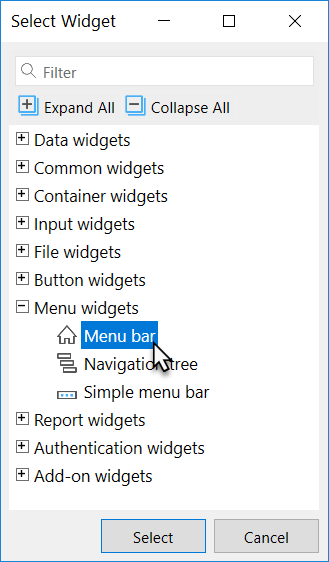 Select Widget
Filter
Expand All Collapse All
Data widgets
Common widgets
Container widgets
Input widgets
File widgets
Button widgets
Menu widgets
Menu bar
Navigation tree
Simple menu bar
Report widgets
Authentication widgets
Add-on widgets
Select Cancel